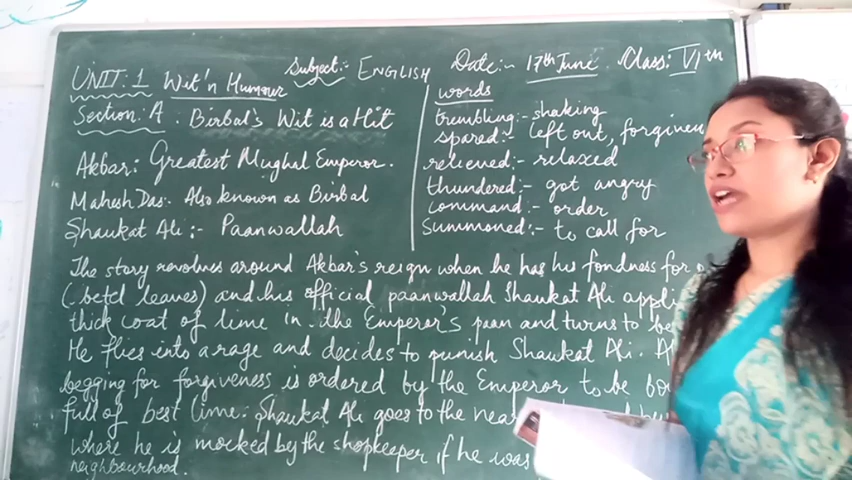 UNIT: 1 Wit'n Humour Subject:- ENGLISH Date:- 17th June. Class: VIth
Section: A. Birbal's Wit is a Hit
Akbar: Greatest Mughal Emperor.
Mahesh Das: Also known as Birbal
Shaukat Ali:- Paanwallah
words
trembling:- shaking
spared:- left out, forgiven
relieved:- relaxed
thundered:- got angry
command:- order
Summoned:- to call for
The story revolves around Akbar's reign when he has his fondness for
(betel leaves) and his official paanwallah Shaukat Ali
thick coat of lime in the Emperor's paan and turns to
He flies into a rage and decides to punish Shaukat Ali.
begging for forgiveness is ordered by the Emperor to be
full of best lime. Shaukat Ali goes to the
where he is mocked by the shopkeeper if he was
neighbourhood.